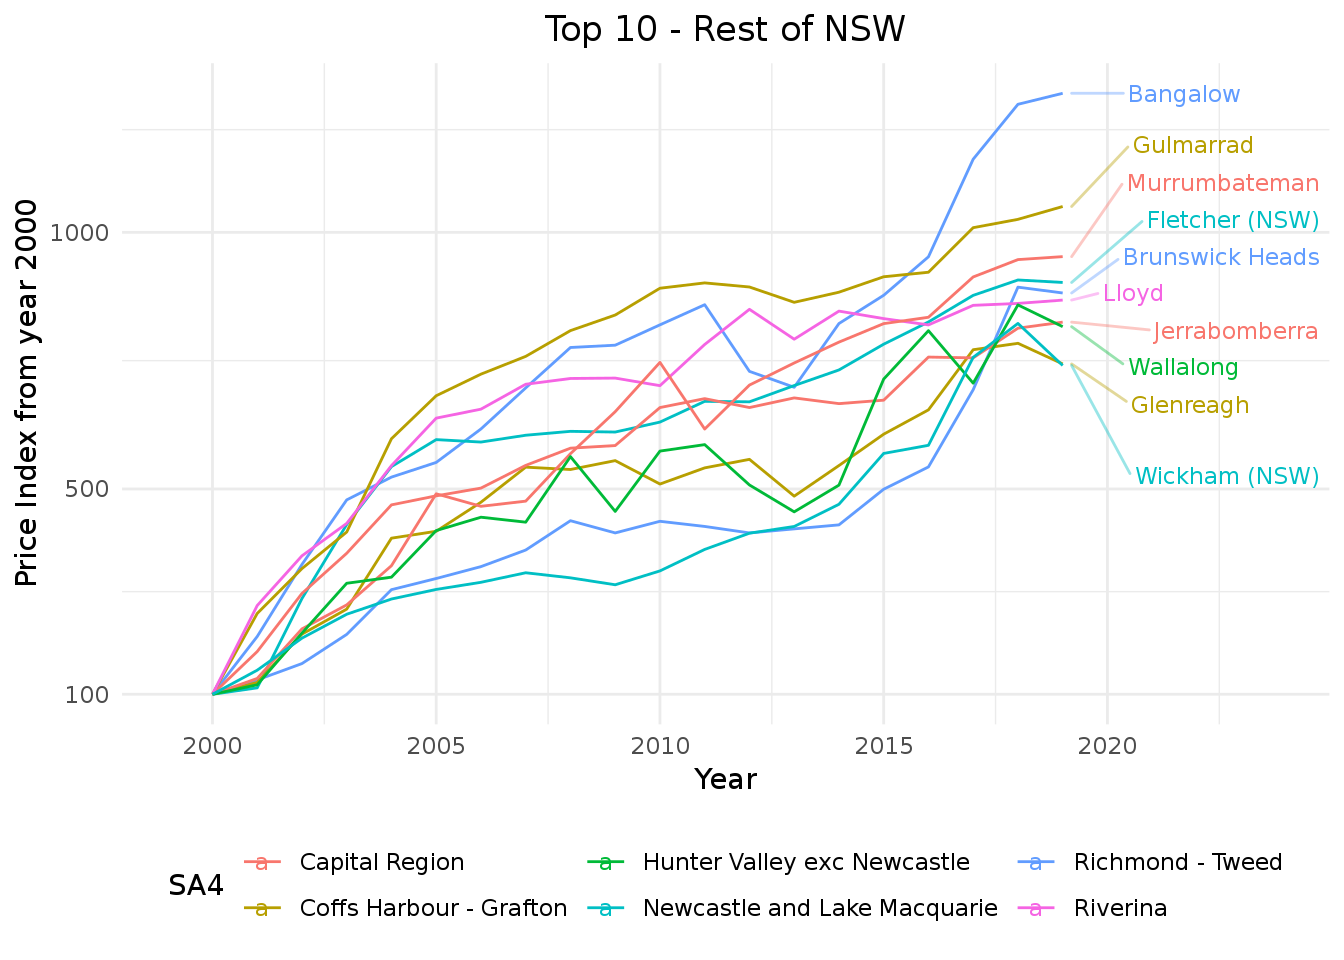 Top 10 - Rest of NSW
Price Index from year 2000
1000
500
100
Bangalow
Gulmarrad
Murrumbateman
Fletcher (NSW)
Brunswick Heads
Lloyd
Jerrabomberra
Wallalong
Glenreagh
Wickham (NSW)
2000 2005 2010 2015 2020
Year
SA4
a Capital Region a Hunter Valley exc Newcastle a Richmond - Tweed
a Coffs Harbour - Grafton a Newcastle and Lake Macquarie a Riverina